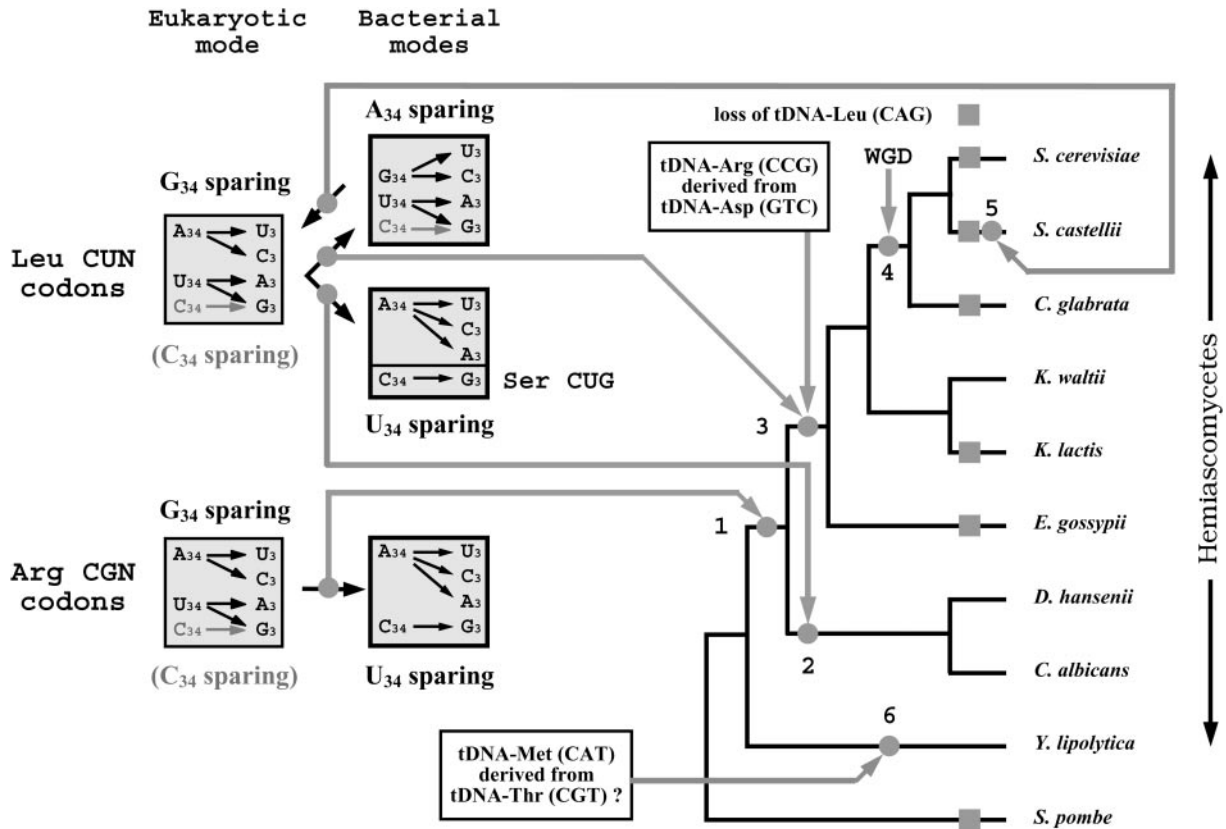 Eukaryotic
mode
Bacterial
modes
A34 sparing
U3
G34 C3
U34 A3
C34 G3
G34 sparing
A34 U3
C3
U34 A3
C34 G3
(C34 sparing)
Leu CUN
codons
A34 U3
C3
A3
C34 G3
Ser CUG
U34 sparing
G34 sparing
A34 U3
C3
U34 A3
C34 G3
(C34 sparing)
Arg CGN
codons
A34 U3
C3
A3
C34 G3
U34 sparing
loss of tDNA-Leu (CAG)
tDNA-Arg (CCG)
derived from
tDNA-Asp (GTC)
WGD
tDNA-Met (CAT)
derived from
tDNA-Thr (CGT) ?
1
2
3
4
5
6
S. cerevisiae
S. castellii
C. glabrata
K. waltii
K. lactis
E. gossypii
D. hansenii
C. albicans
Y. lipolytica
S. pombe
Hemiascomycetes